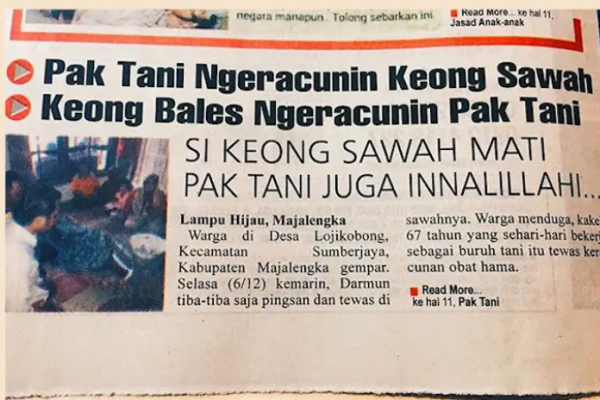 negara manapun. Tolong sebarkan ini.
Read More... ke hal 11,
Jasad Anak-anak
Pak Tani Ngeracunin Keong Sawah
Keong Bales Ngeracunin Pak Tani
SI KEONG SAWAH MATI
PAK TANI JUGA INNALILLAHI...
Lampu Hijau, Majalengka
Warga di Desa Lojikobong,
Kecamatan Sumberjaya,
Kabupaten Majalengka gempar.
Selasa (6/12) kemarin, Darmun
tiba-tiba saja pingsan dan tewas di
sawahnya. Warga menduga, kake
67 tahun yang sehari-hari bekerj
sebagai buruh tani itu tewas ker
cunan obat hama.
Read More...
ke hal 11, Pak Tani